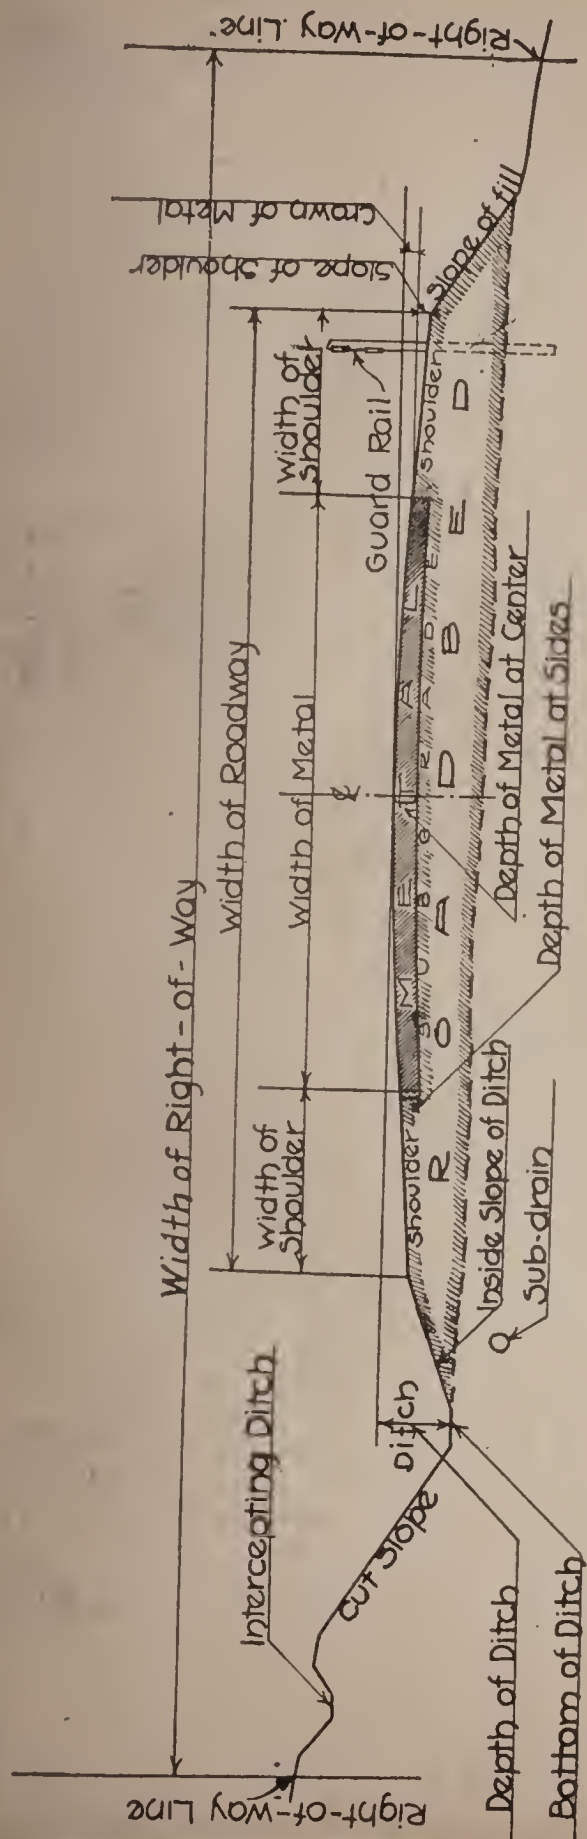 Right-of-Way Line
Width of Right-of-Way
Intercepting Ditch
Cut Slope
Depth of Ditch
Bottom of Ditch
Ditch
Width of Roadway
Width of
Shoulder
Width of Metal
Width of
Shoulder
Slope of Shoulder
Crown of Metal
Right-of-Way Line
℄
Guard Rail
Slope of fill
shoulder
METAL
shoulder
SUBGRADE
ROAD BED
Inside Slope of Ditch
Sub-drain
Depth of Metal at Center
Depth of Metal at Sides